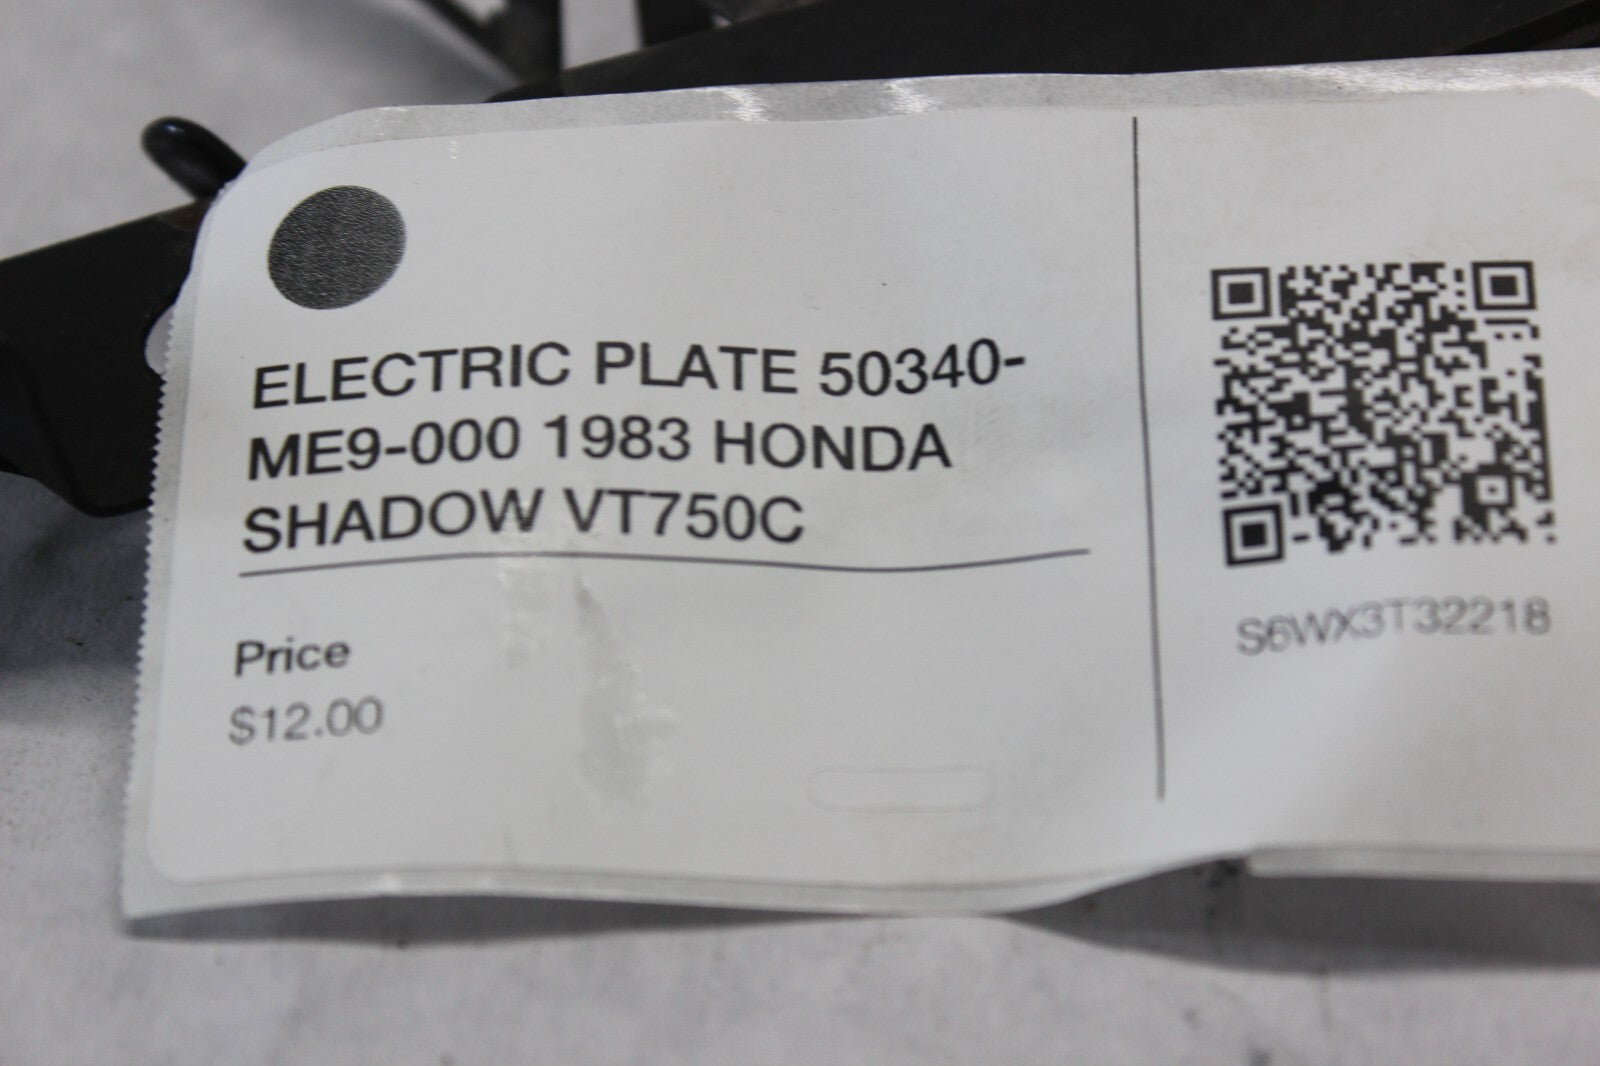 ELECTRIC PLATE 50340-
ME9-000 1983 HONDA
SHADOW VT750C
Price
$12.00
S6WX3T32218